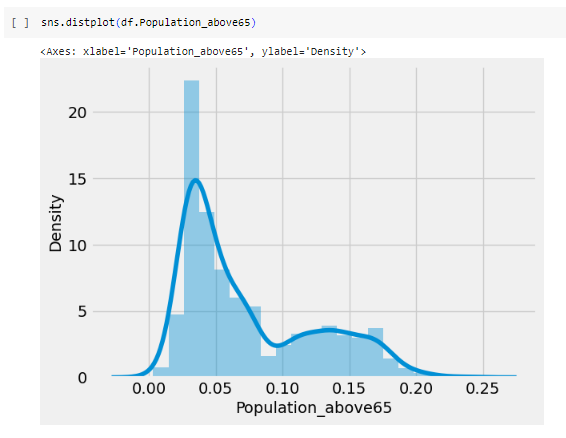 [ ] sns.distplot(df.Population_above65)
<Axes: xlabel='Population_above65', ylabel='Density'>
20
15
10
5
0
Density
0.00 0.05 0.10 0.15 0.20 0.25
Population_above65